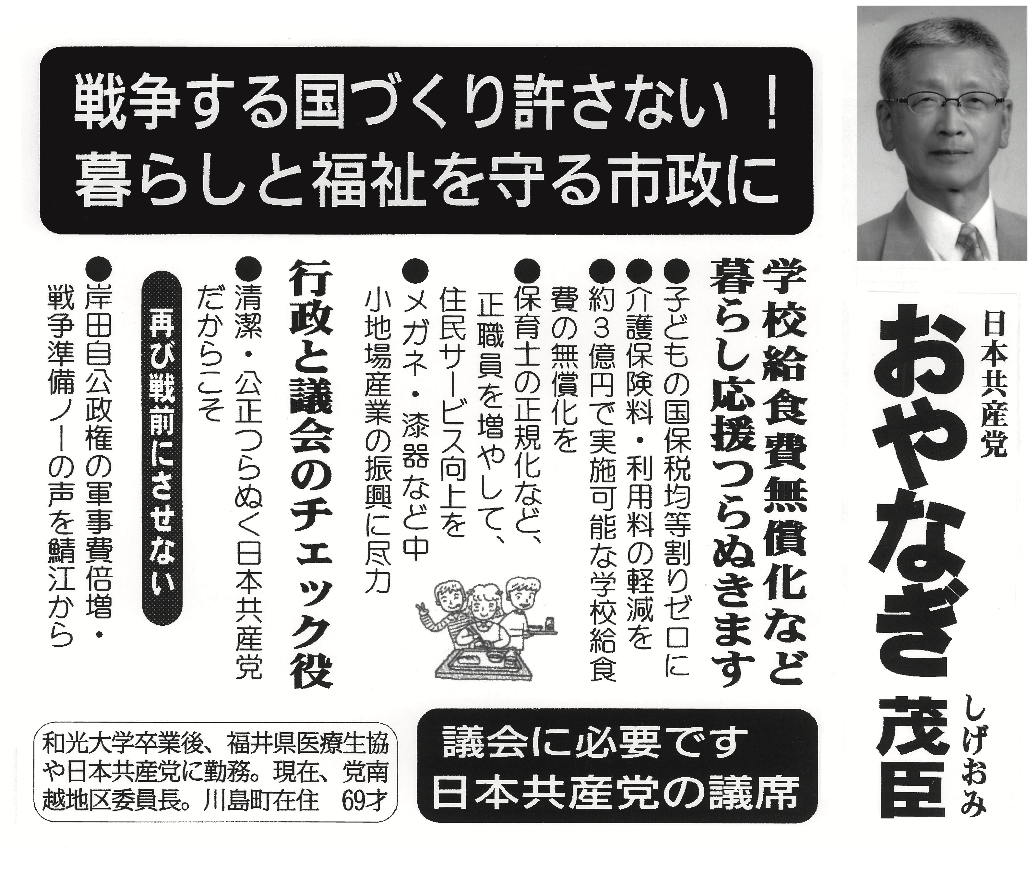 戦争する国づくり許さない！
暮らしと福祉を守る市政に
日本共産党
おやなぎ
茂臣
しげおみ
学校給食費無償化など
暮らし応援つらぬきます
●子どもの国保税均等割りゼロに
●介護保険料・利用料の軽減を
●約３億円で実施可能な学校給食
費の無償化を
●保育士の正規化など、
正職員を増やして、
住民サービス向上を
●メガネ・漆器など中
小地場産業の振興に尽力
行政と議会のチェック役
●清潔・公正つらぬく日本共産党
だからこそ
再び戦前にさせない
●岸田自公政権の軍事費倍増・
戦争準備ノーの声を鯖江から
議会に必要です
日本共産党の議席
和光大学卒業後、福井県医療生協
や日本共産党に勤務。現在、党南
越地区委員長。川島町在住　69才